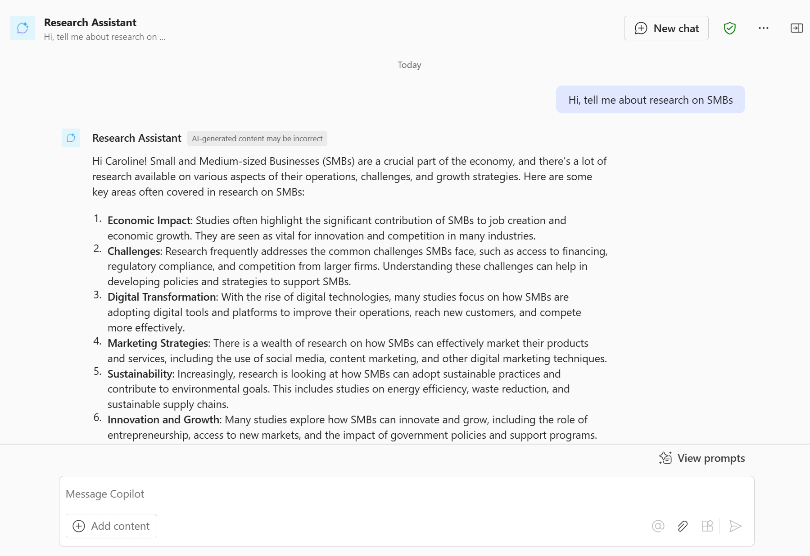 Research Assistant
Hi, tell me about research on ...
New chat
Today
Hi, tell me about research on SMBs
Research Assistant AI-generated content may be incorrect
Hi Caroline! Small and Medium-sized Businesses (SMBs) are a crucial part of the economy, and there's a lot of
research available on various aspects of their operations, challenges, and growth strategies. Here are some
key areas often covered in research on SMBs:
1. Economic Impact: Studies often highlight the significant contribution of SMBs to job creation and
economic growth. They are seen as vital for innovation and competition in many industries.
2. Challenges: Research frequently addresses the common challenges SMBs face, such as access to financing,
regulatory compliance, and competition from larger firms. Understanding these challenges can help in
developing policies and strategies to support SMBs.
3. Digital Transformation: With the rise of digital technologies, many studies focus on how SMBs are
adopting digital tools and platforms to improve their operations, reach new customers, and compete
more effectively.
4. Marketing Strategies: There is a wealth of research on how SMBs can effectively market their products
and services, including the use of social media, content marketing, and other digital marketing techniques.
5. Sustainability: Increasingly, research is looking at how SMBs can adopt sustainable practices and
contribute to environmental goals. This includes studies on energy efficiency, waste reduction, and
sustainable supply chains.
6. Innovation and Growth: Many studies explore how SMBs can innovate and grow, including the role of
entrepreneurship, access to new markets, and the impact of government policies and support programs.
View prompts
Message Copilot
Add content